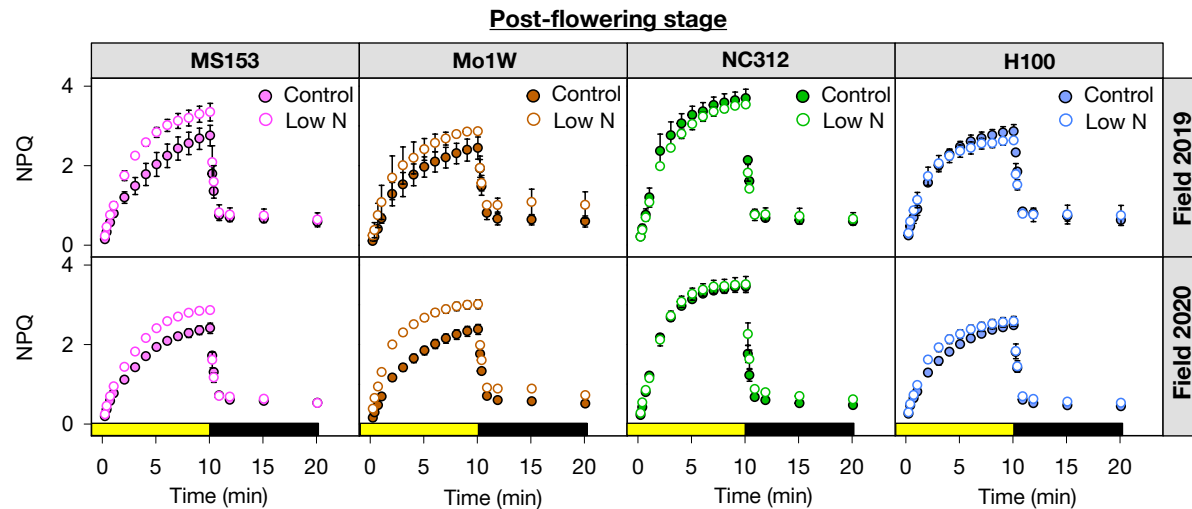 Post-flowering stage
MS153 Mo1W NC312 H100
NPQ
4
2
0
Control
Low N
Control
Low N
Control
Low N
Control
Low N
Field 2019
NPQ
4
2
0
Field 2020
0 5 10 15 20 0 5 10 15 20 0 5 10 15 20 0 5 10 15 20
Time (min) Time (min) Time (min) Time (min)